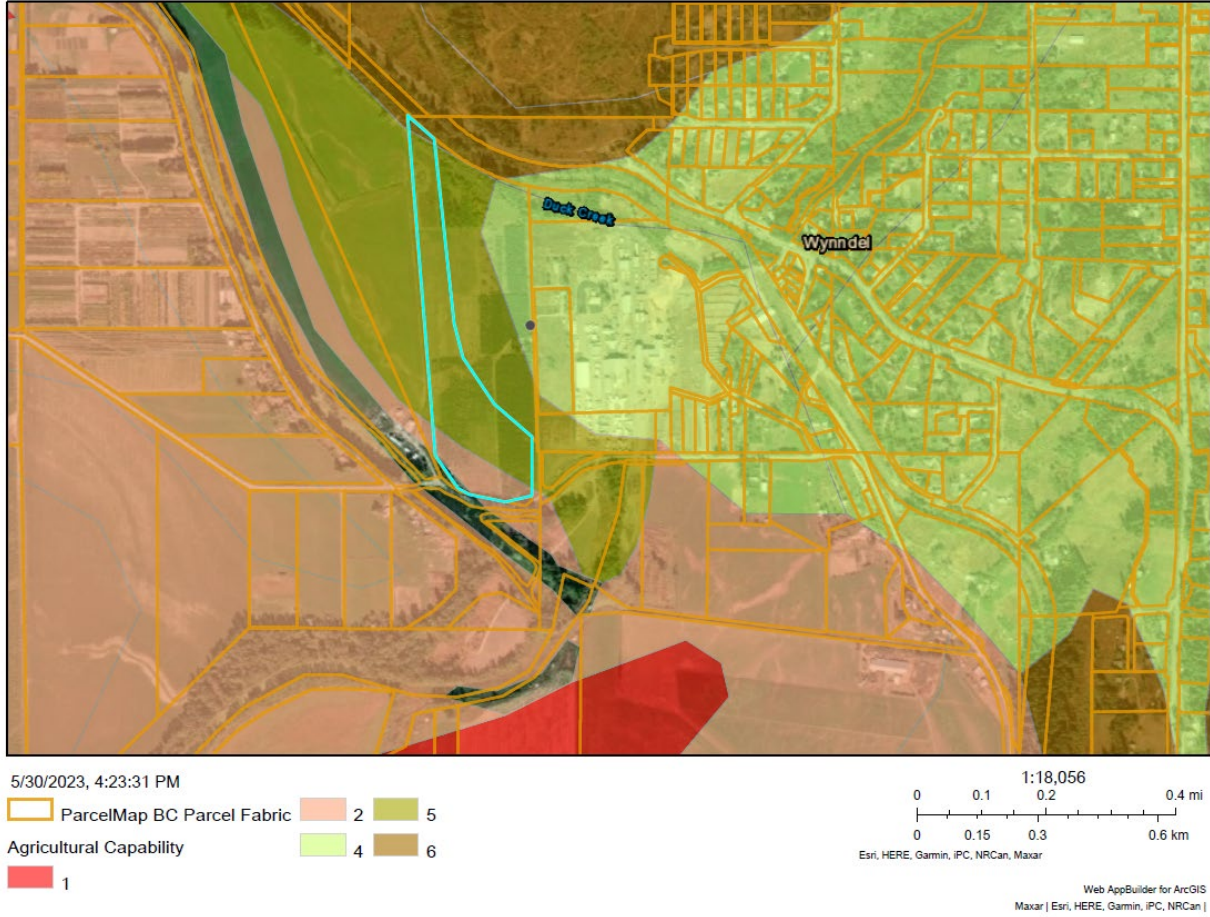 Duck Creek
Wynndel
5/30/2023, 4:23:31 PM
ParcelMap BC Parcel Fabric
Agricultural Capability
1
2
4
5
6
1:18,056
0 0.1 0.2 0.4 mi
0 0.15 0.3 0.6 km
Esri, HERE, Garmin, iPC, NRCan, Maxar
Web AppBuilder for ArcGIS
Maxar | Esri, HERE, Garmin, iPC, NRCan |